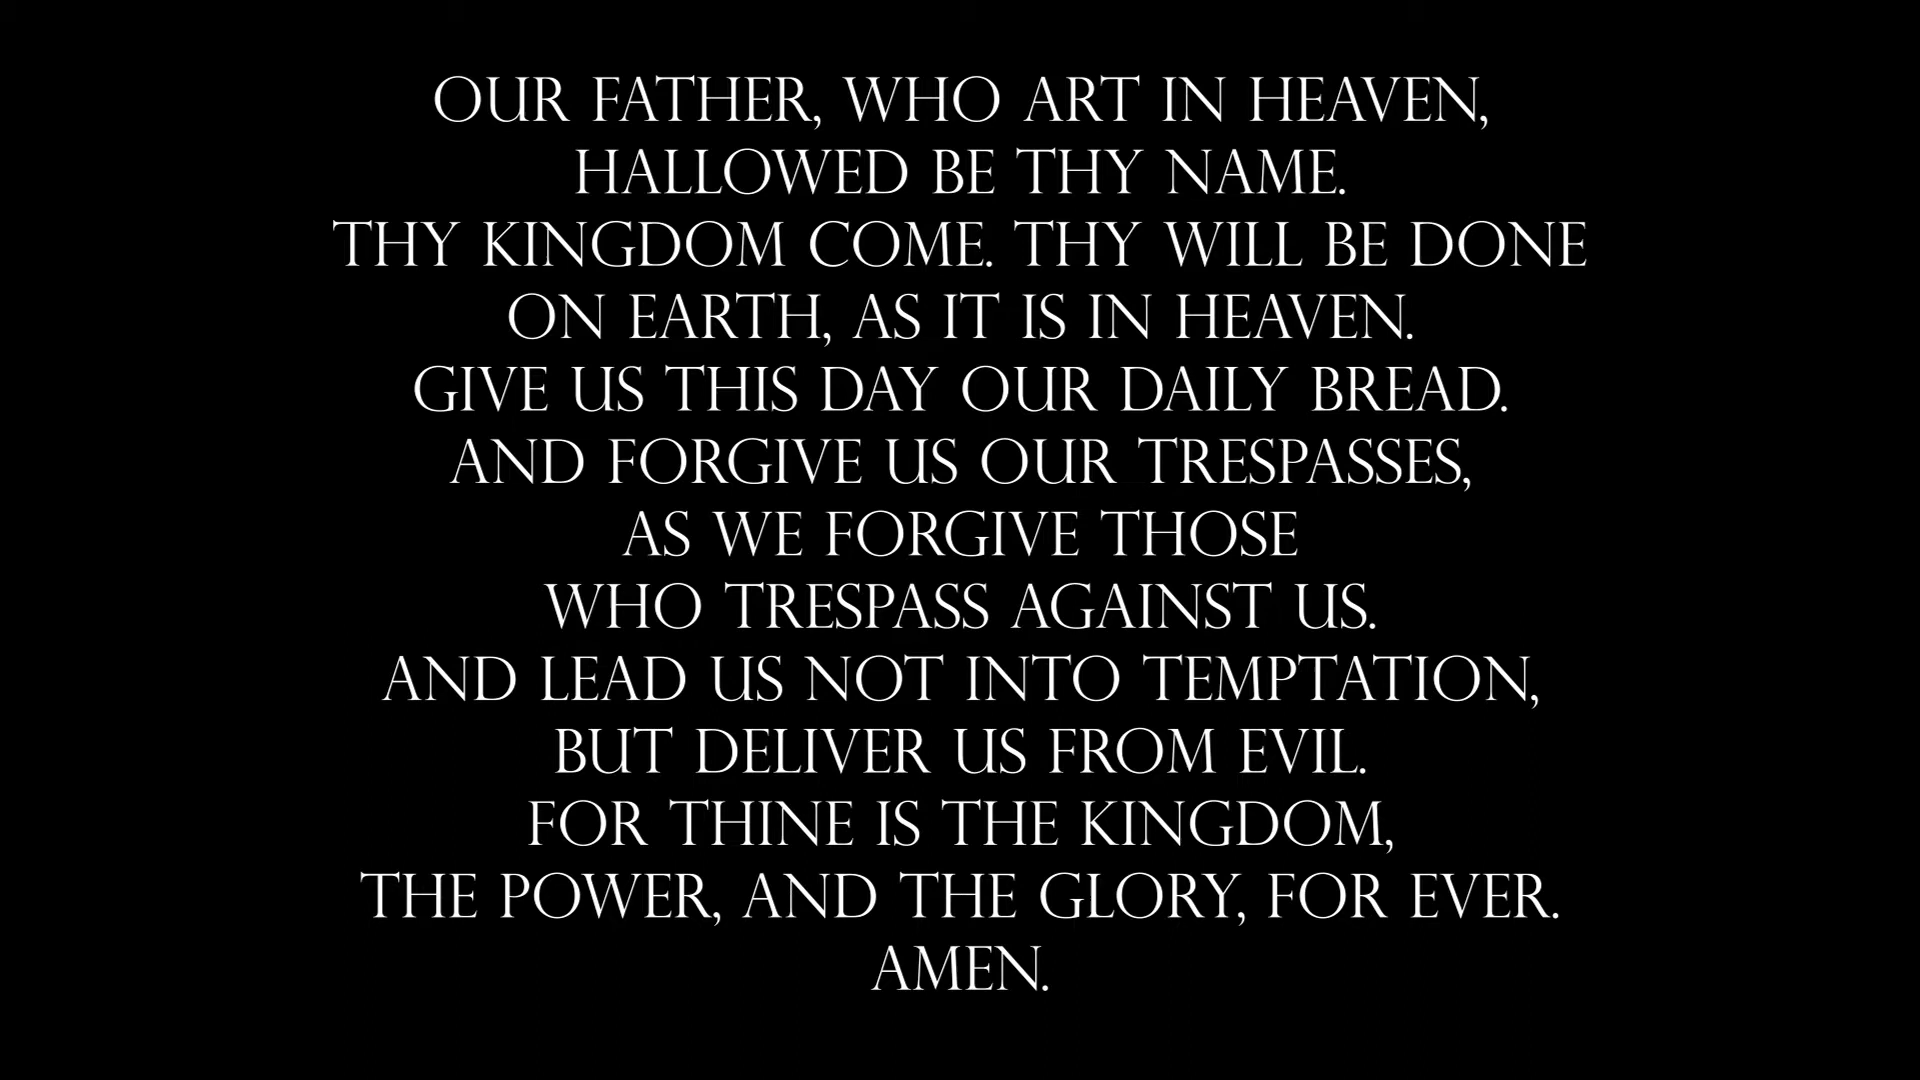 OUR FATHER, WHO ART IN HEAVEN,
HALLOWED BE THY NAME.
THY KINGDOM COME. THY WILL BE DONE
ON EARTH, AS IT IS IN HEAVEN.
GIVE US THIS DAY OUR DAILY BREAD.
AND FORGIVE US OUR TRESPASSES,
AS WE FORGIVE THOSE
WHO TRESPASS AGAINST US.
AND LEAD US NOT INTO TEMPTATION,
BUT DELIVER US FROM EVIL.
FOR THINE IS THE KINGDOM,
THE POWER, AND THE GLORY, FOR EVER.
AMEN.